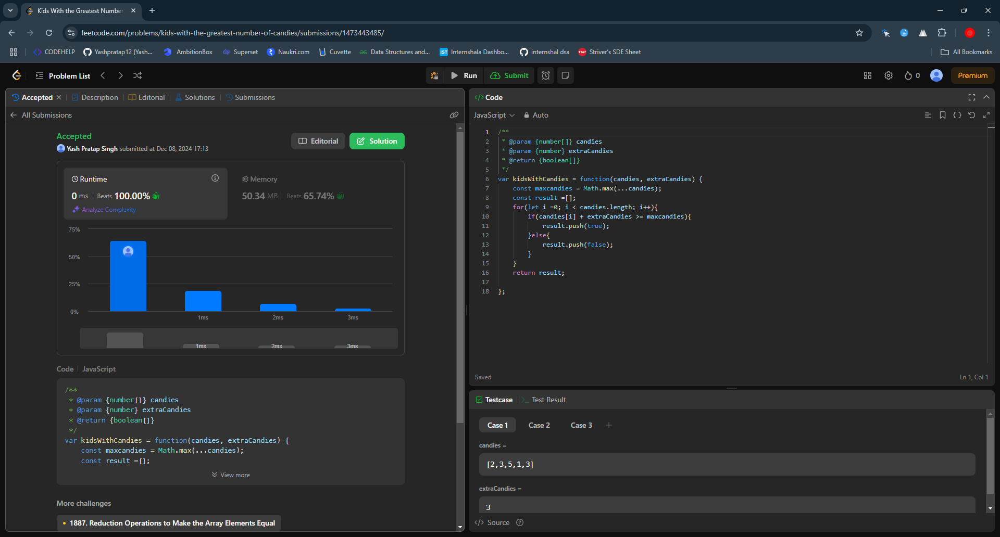 Kids With the Greatest Number
leetcode.com/problems/kids-with-the-greatest-number-of-candies/submissions/1473443485/
CODEHELP
Yashpratap12 (Yash...
AmbitionBox
Superset
Naukri.com
Cuvette
Data Structures and...
IST
Internshala Dashbo...
internshal dsa
TUF
Striver's SDE Sheet
All Bookmarks
Problem List
Run
Submit
0
Premium
Accepted
Description
Editorial
Solutions
Submissions
All Submissions
Accepted
Yash Pratap Singh submitted at Dec 08, 2024 17:13
Editorial
Solution
Runtime
0 ms | Beats 100.00%
Analyze Complexity
Memory
50.34 MB | Beats 65.74%
75%
50%
25%
0%
1ms
2ms
3ms
1ms
2ms
3ms
Code | JavaScript
/**
* @param {number[]} candies
* @param {number} extraCandies
* @return {boolean[]}
*/
var kidsWithCandies = function(candies, extraCandies) {
const maxcandies = Math.max(...candies);
const result =[];
View more
More challenges
1887. Reduction Operations to Make the Array Elements Equal
</> Code
JavaScript
Auto
1 /**
2 * @param {number[]} candies
3 * @param {number} extraCandies
4 * @return {boolean[]}
5 */
6 var kidsWithCandies = function(candies, extraCandies) {
7 const maxcandies = Math.max(...candies);
8 const result =[];
9 for(let i =0; i < candies.length; i++){
10 if(candies[i] + extraCandies >= maxcandies){
11 result.push(true);
12 }else{
13 result.push(false);
14 }
15 }
16 return result;
17
18 };
Saved
Ln 1, Col 1
Testcase
Test Result
Case 1
Case 2
Case 3
candies =
[2,3,5,1,3]
extraCandies =
3
</> Source